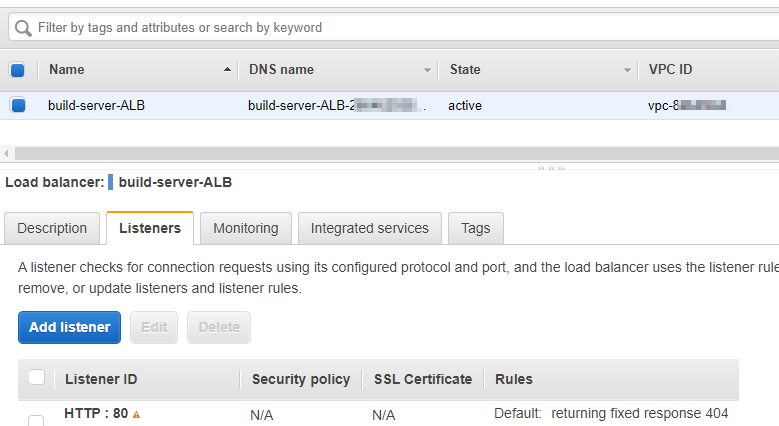 Filter by tags and attributes or search by keyword
Name DNS name State VPC ID
build-server-ALB build-server-ALB-2 . active vpc-8
Load balancer: build-server-ALB
Description Listeners Monitoring Integrated services Tags
A listener checks for connection requests using its configured protocol and port, and the load balancer uses the listener rule
remove, or update listeners and listener rules.
Add listener Edit Delete
Listener ID Security policy SSL Certificate Rules
HTTP : 80 N/A N/A Default: returning fixed response 404